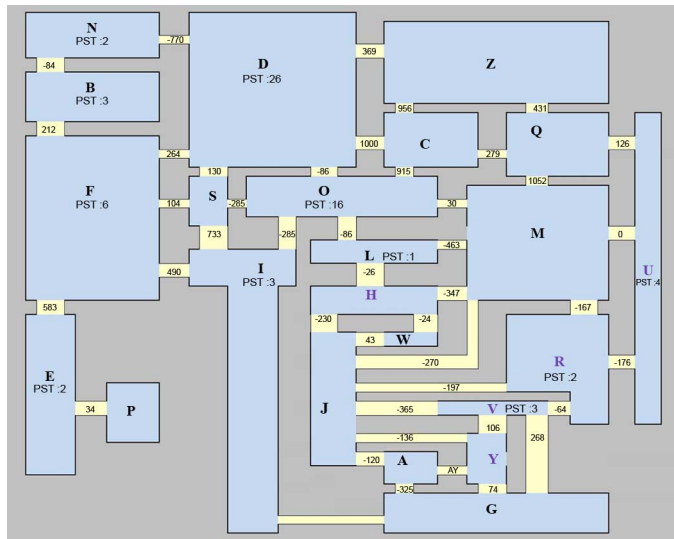 N
PST :2
-770
D
PST :26
369
Z
-84
B
PST :3
956
431
212
1000
C
Q
126
264
279
130
-86
915
1052
F
PST :6
104
S
-285
O
PST :16
30
M
0
733
-285
-86
L PST :1
-463
U
PST :4
490
I
PST :3
-26
H
-347
583
-167
-230
-24
E
PST :2
43
W
-270
R
PST :2
-176
-197
34
P
J
-365
V PST :3
-64
106
268
-136
-120
A
AY
Y
-325
74
G